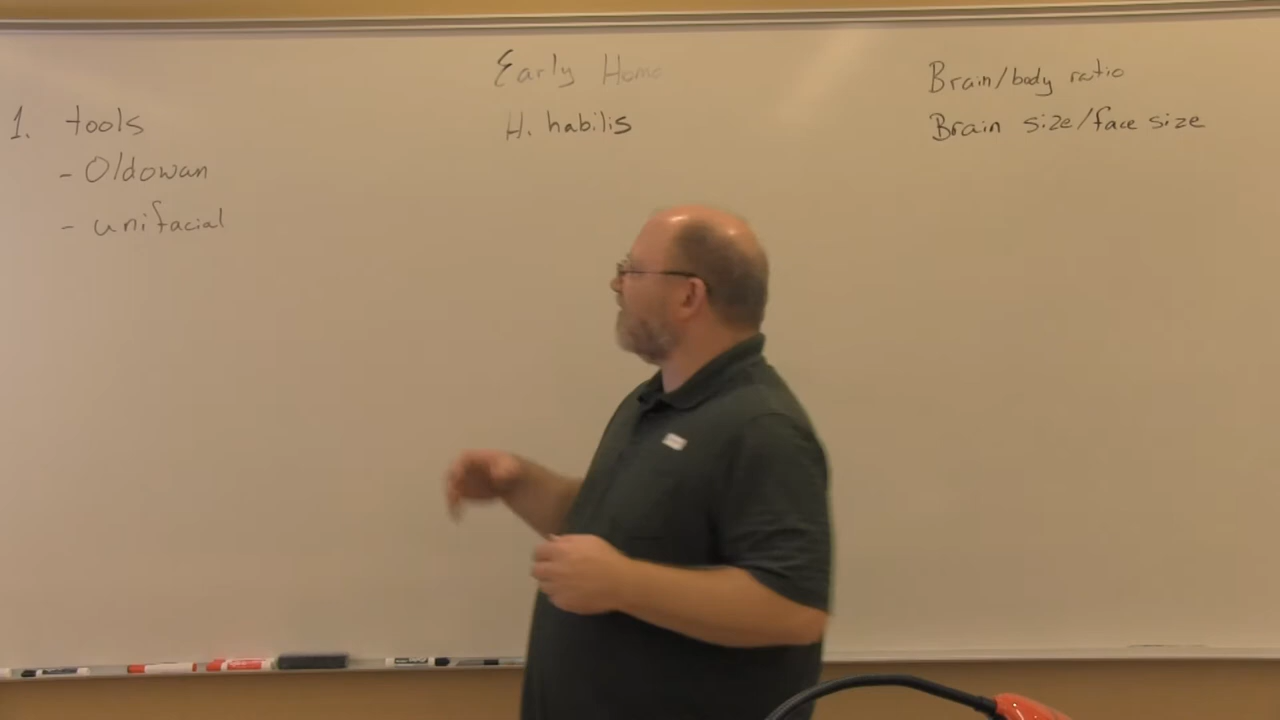 Early Homo
H. habilis
1. tools
- Oldowan
- unifacial
Brain/body ratio
Brain size/face size